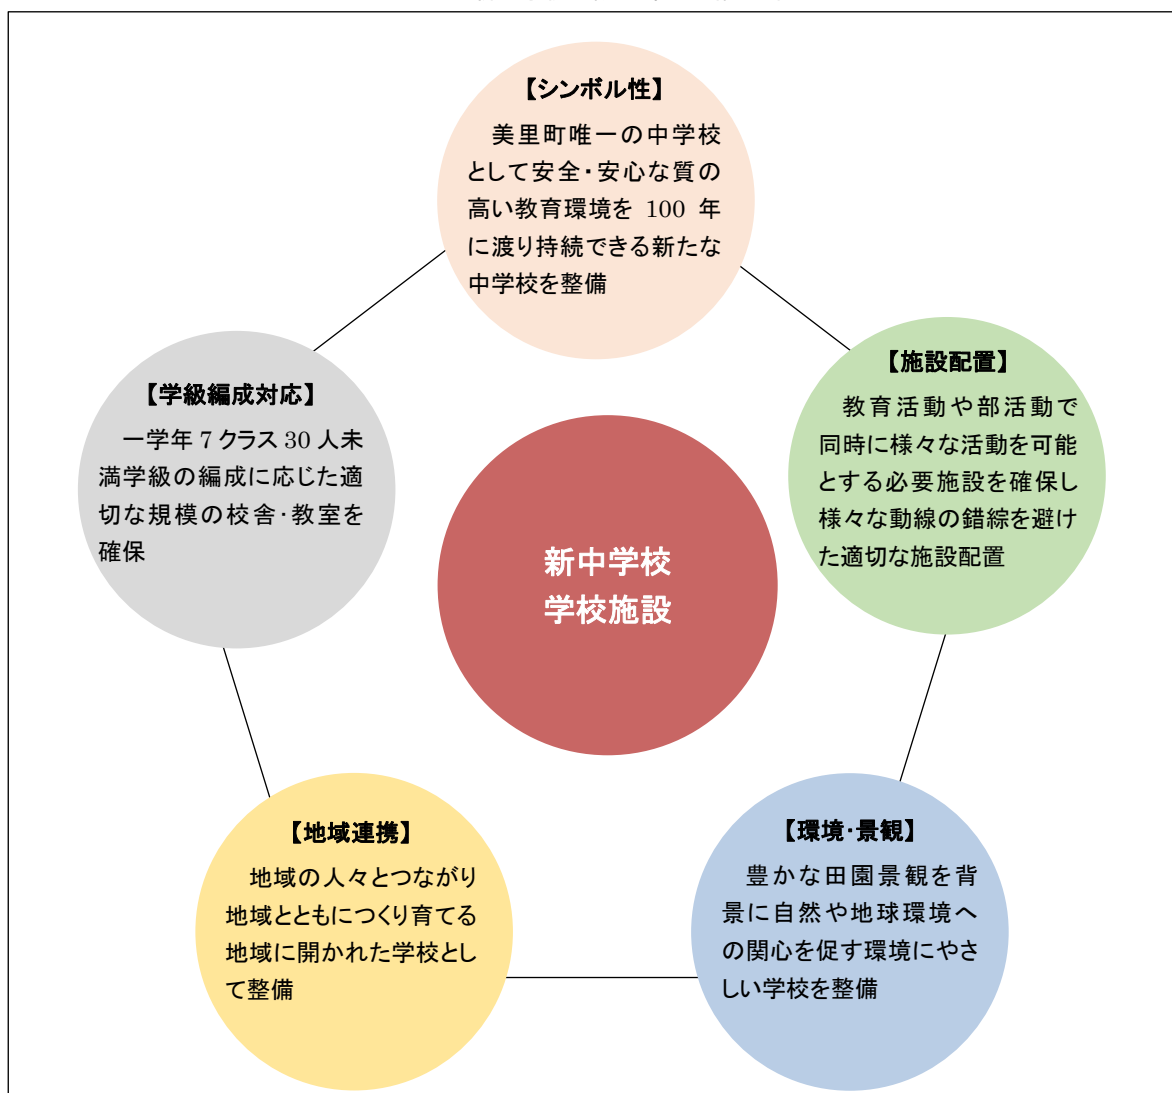 【シンボル性】
美里町唯一の中学校
として安全・安心な質の
高い教育環境を 100 年
に渡り持続できる新たな
中学校を整備
【施設配置】
教育活動や部活動で
同時に様々な活動を可能
とする必要施設を確保し
様々な動線の錯綜を避け
た適切な施設配置
【学級編成対応】
一学年 7 クラス 30 人未
満学級の編成に応じた適
切な規模の校舎・教室を
確保
新中学校
学校施設
【地域連携】
地域の人々とつながり
地域とともにつくり育てる
地域に開かれた学校とし
て整備
【環境・景観】
豊かな田園景観を背
景に自然や地球環境へ
の関心を促す環境にやさ
しい学校を整備